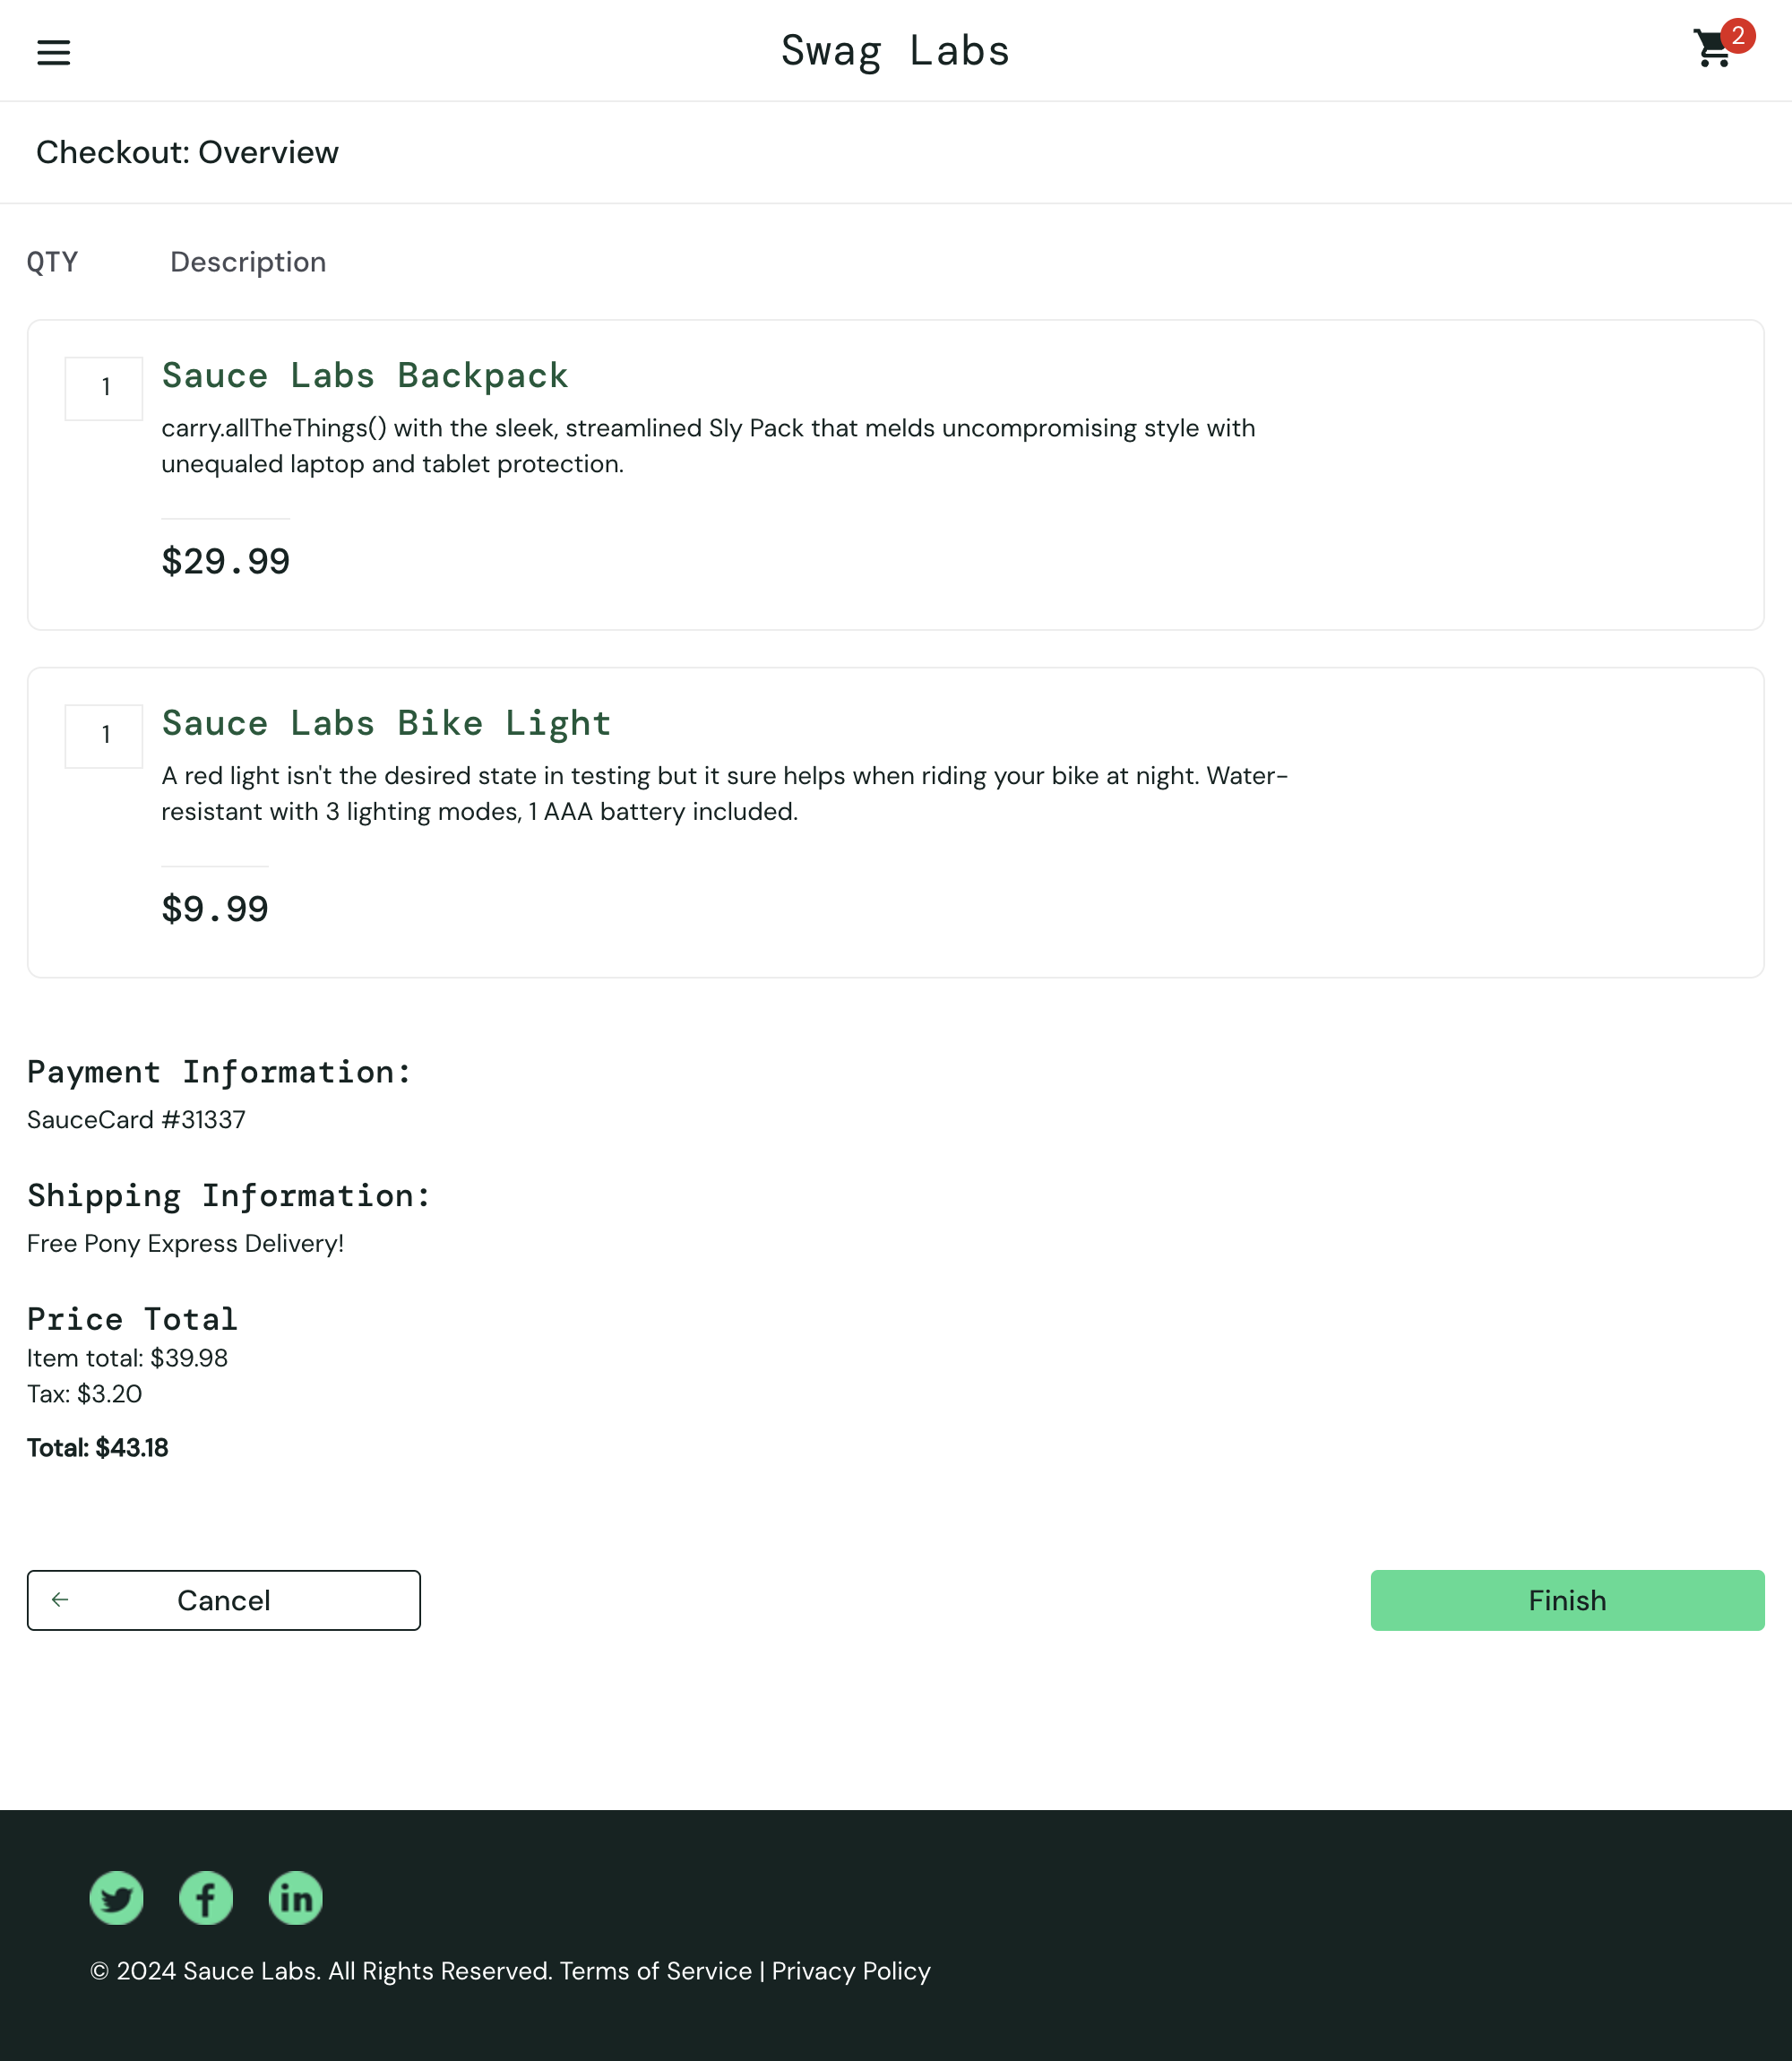 Swag Labs
2
Checkout: Overview
QTY Description
1
Sauce Labs Backpack
carry.allTheThings() with the sleek, streamlined Sly Pack that melds uncompromising style with
unequaled laptop and tablet protection.
$29.99
1
Sauce Labs Bike Light
A red light isn't the desired state in testing but it sure helps when riding your bike at night. Water-
resistant with 3 lighting modes, 1 AAA battery included.
$9.99
Payment Information:
SauceCard #31337
Shipping Information:
Free Pony Express Delivery!
Price Total
Item total: $39.98
Tax: $3.20
Total: $43.18
Cancel
Finish
© 2024 Sauce Labs. All Rights Reserved. Terms of Service | Privacy Policy